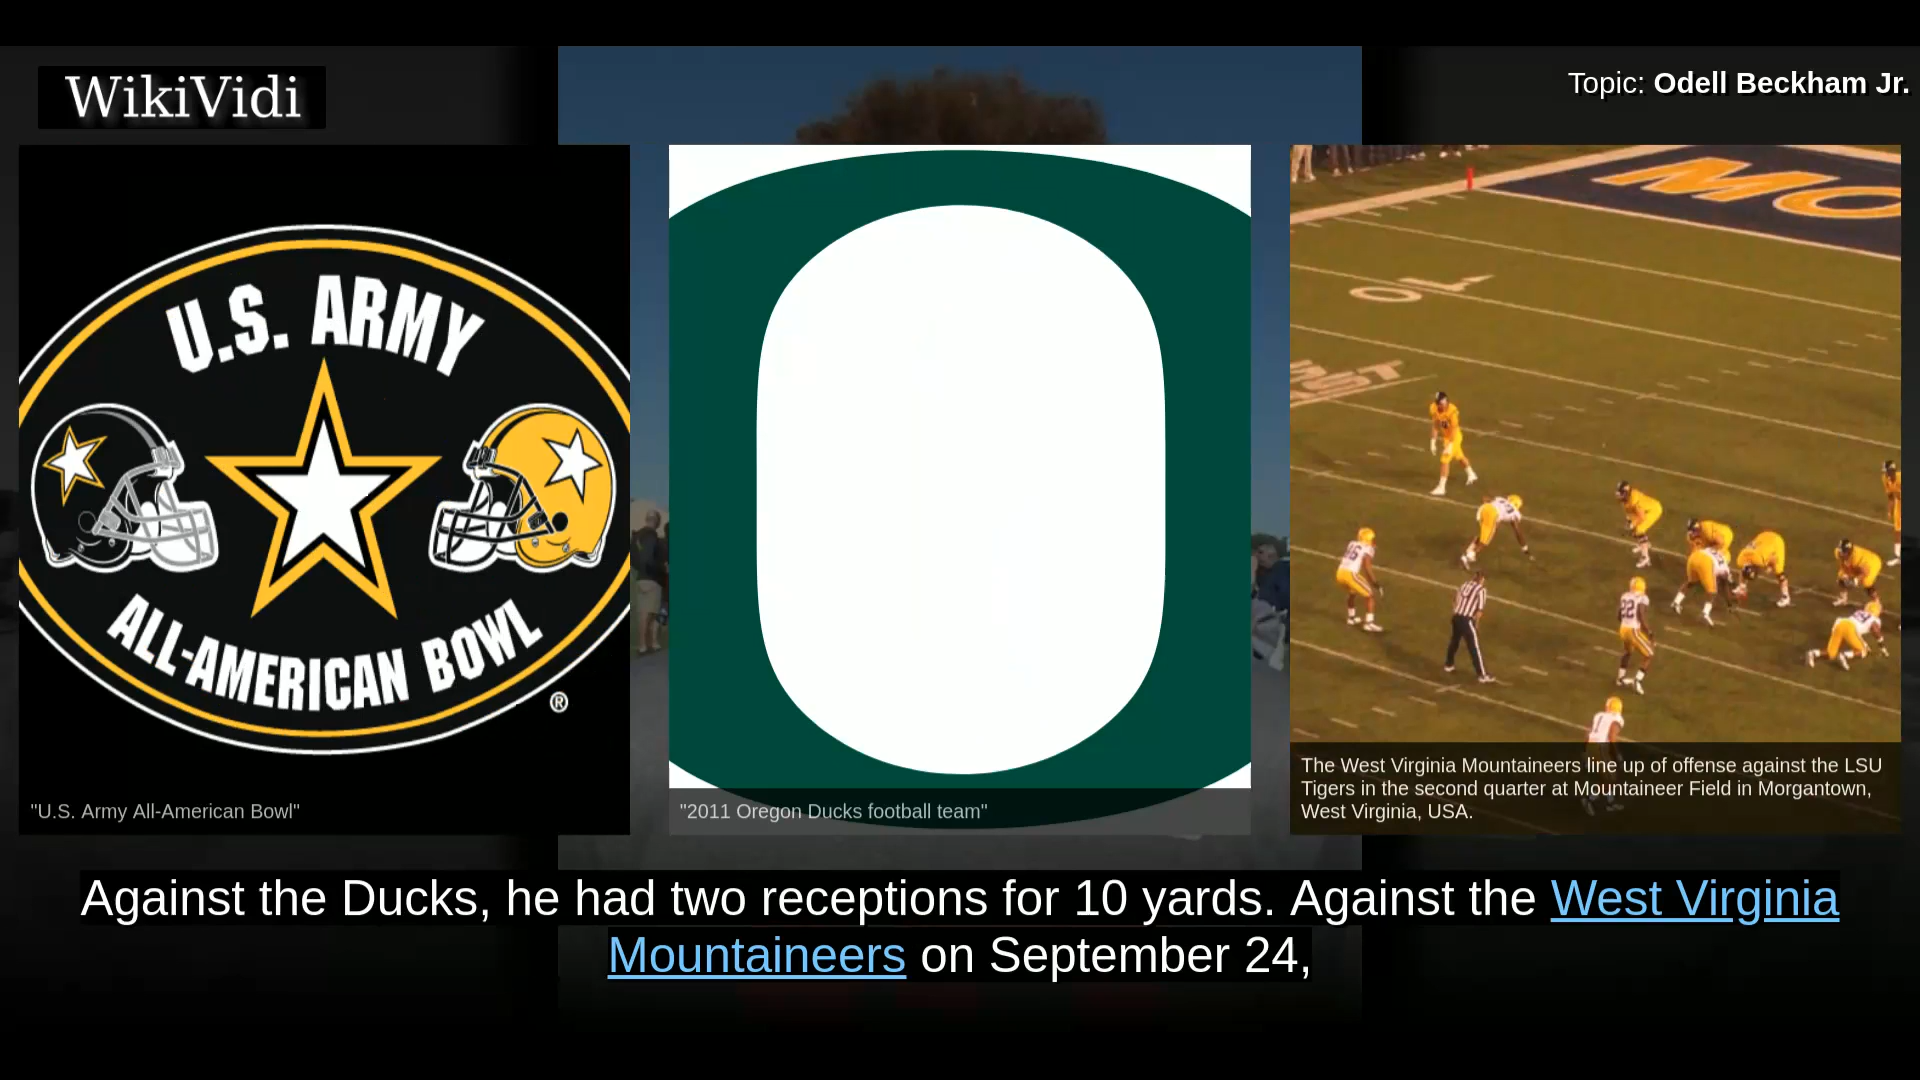 WikiVidi
Topic: Odell Beckham Jr.
U.S. ARMY
ALL-AMERICAN BOWL
®
"U.S. Army All-American Bowl"
"2011 Oregon Ducks football team"
MO
The West Virginia Mountaineers line up of offense against the LSU
Tigers in the second quarter at Mountaineer Field in Morgantown,
West Virginia, USA.
Against the Ducks, he had two receptions for 10 yards. Against the West Virginia
Mountaineers on September 24,